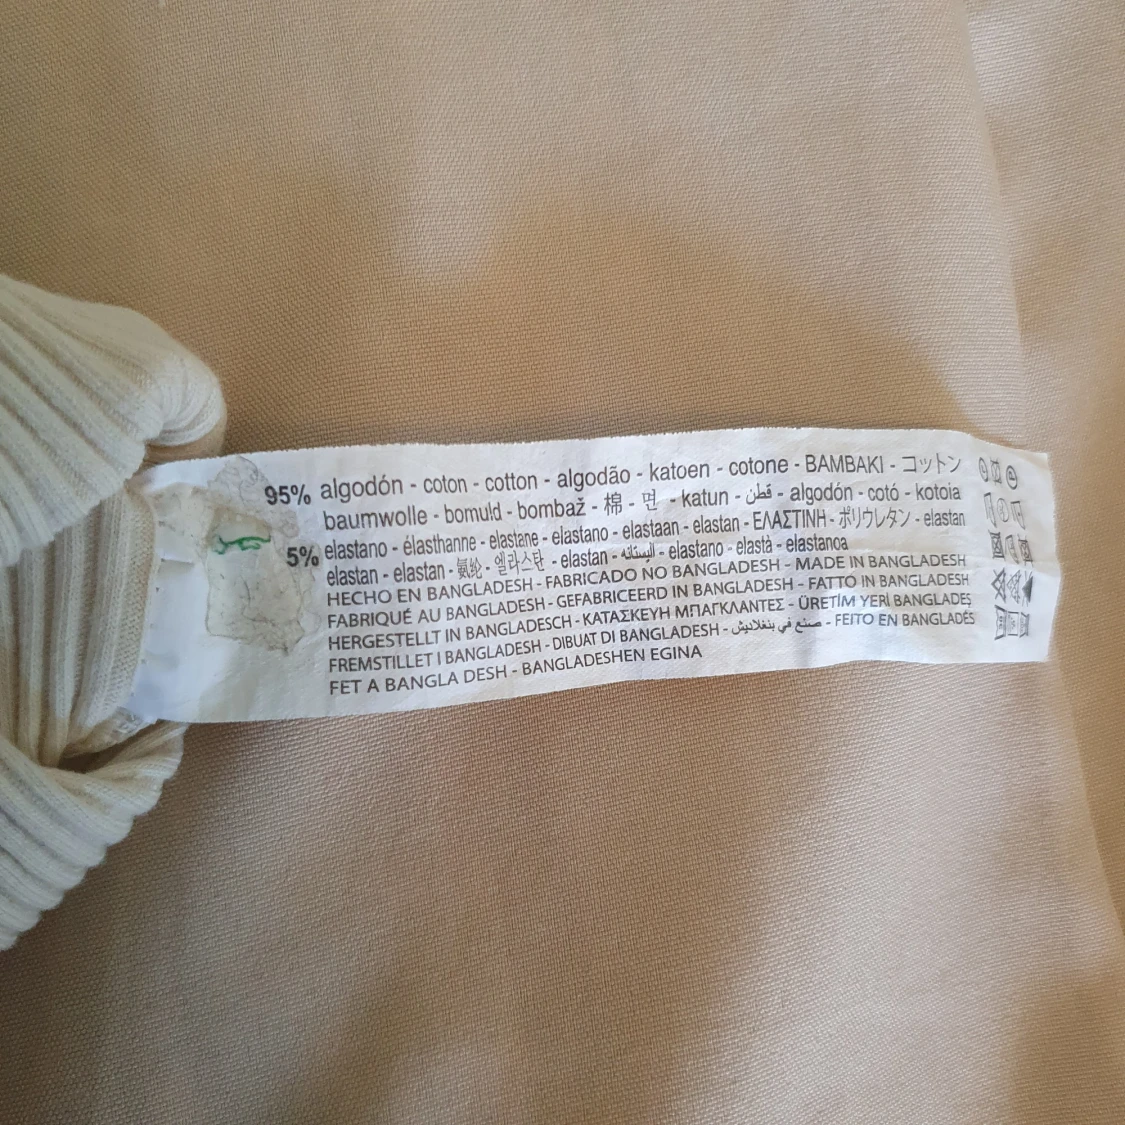 95% algodón - coton - cotton - algodão - katoen - cotone - BAMBAKI - コットン
baumwolle - bomuld - bombaž - 棉 - 면 - katun - قطن - algodón - cotó - kotoia
5% elastano - élasthanne - elastane - elastano - elastaan - elastan - ΕΛΑΣΤΙΝΗ - ポリウレタン - elastan
elastan - elastan - 氨纶 - 엘라스탄 - elastan - - elastano - elastà - elastanoa
HECHO EN BANGLADESH - FABRICADO NO BANGLADESH - MADE IN BANGLADESH
FABRIQUÉ AU BANGLADESH - GEFABRICEERD IN BANGLADESH - FATTO IN BANGLADESH
HERGESTELLT IN BANGLADESCH - ΚΑΤΑΣΚΕΥΗ ΜΠΑΓΚΛΑΝΤΕΣ - ÜRETİM YERİ BANGLADEŞ
FREMSTILLET I BANGLADESH - DIBUAT DI BANGLADESH - صنع في بنغلاديش - FEITO EN BANGLADÉS
FET A BANGLA DESH - BANGLADESHEN EGINA